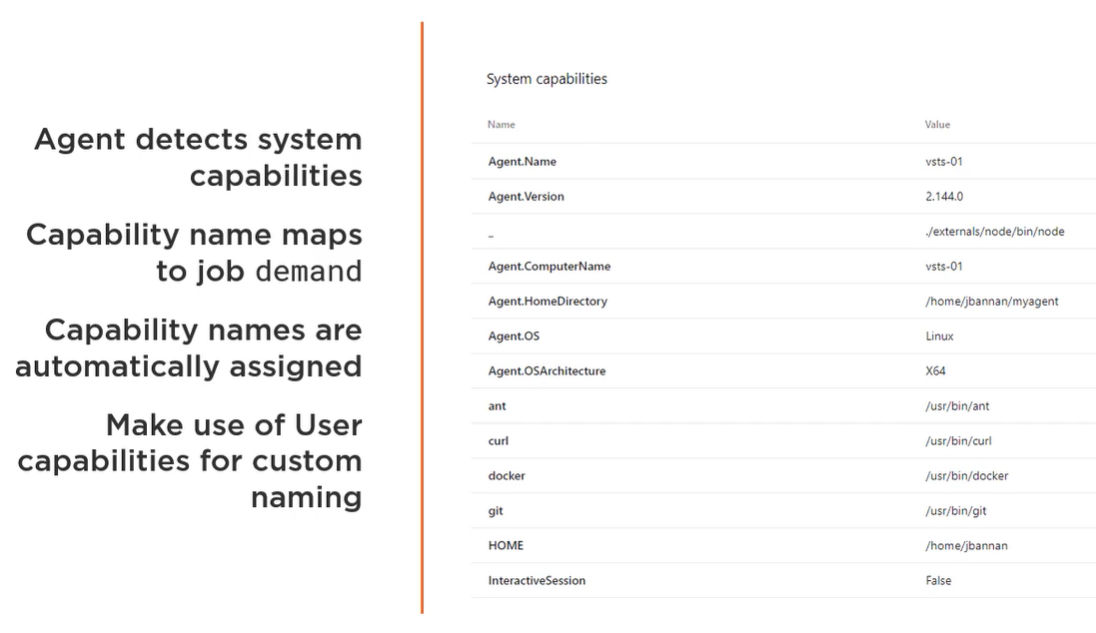 Agent detects system
capabilities
Capability name maps
to job demand
Capability names are
automatically assigned
Make use of User
capabilities for custom
naming
System capabilities
Name Value
Agent.Name vsts-01
Agent.Version 2.144.0
_ ./externals/node/bin/node
Agent.ComputerName vsts-01
Agent.HomeDirectory /home/jbannan/myagent
Agent.OS Linux
Agent.OSArchitecture X64
ant /usr/bin/ant
curl /usr/bin/curl
docker /usr/bin/docker
git /usr/bin/git
HOME /home/jbannan
InteractiveSession False